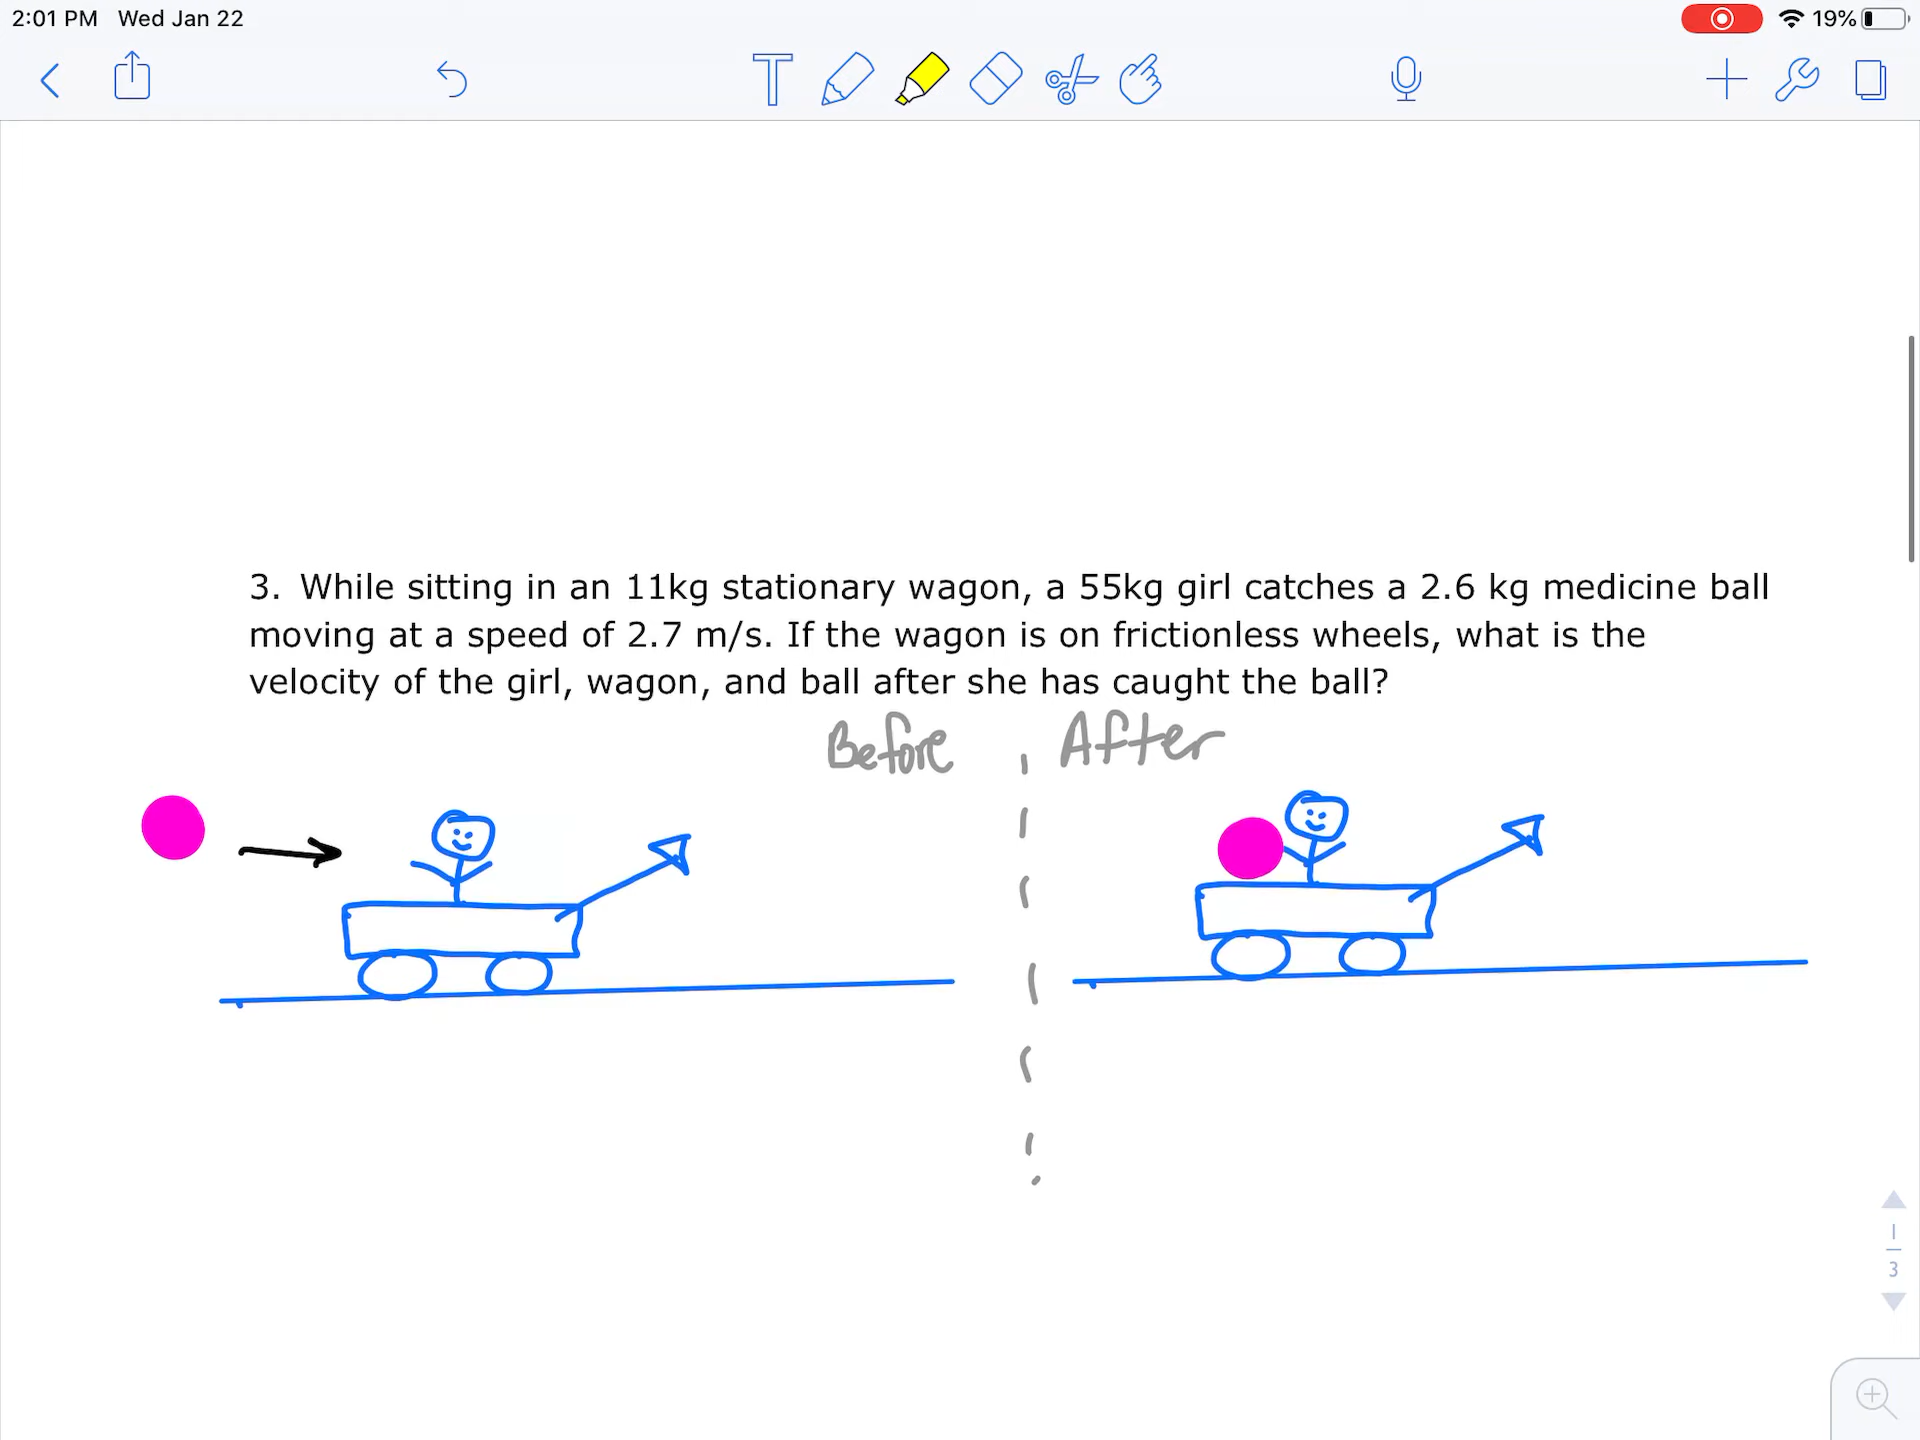 2:01 PM Wed Jan 22
19%
T
3. While sitting in an 11kg stationary wagon, a 55kg girl catches a 2.6 kg medicine ball
moving at a speed of 2.7 m/s. If the wagon is on frictionless wheels, what is the
velocity of the girl, wagon, and ball after she has caught the ball?
Before After
1
3